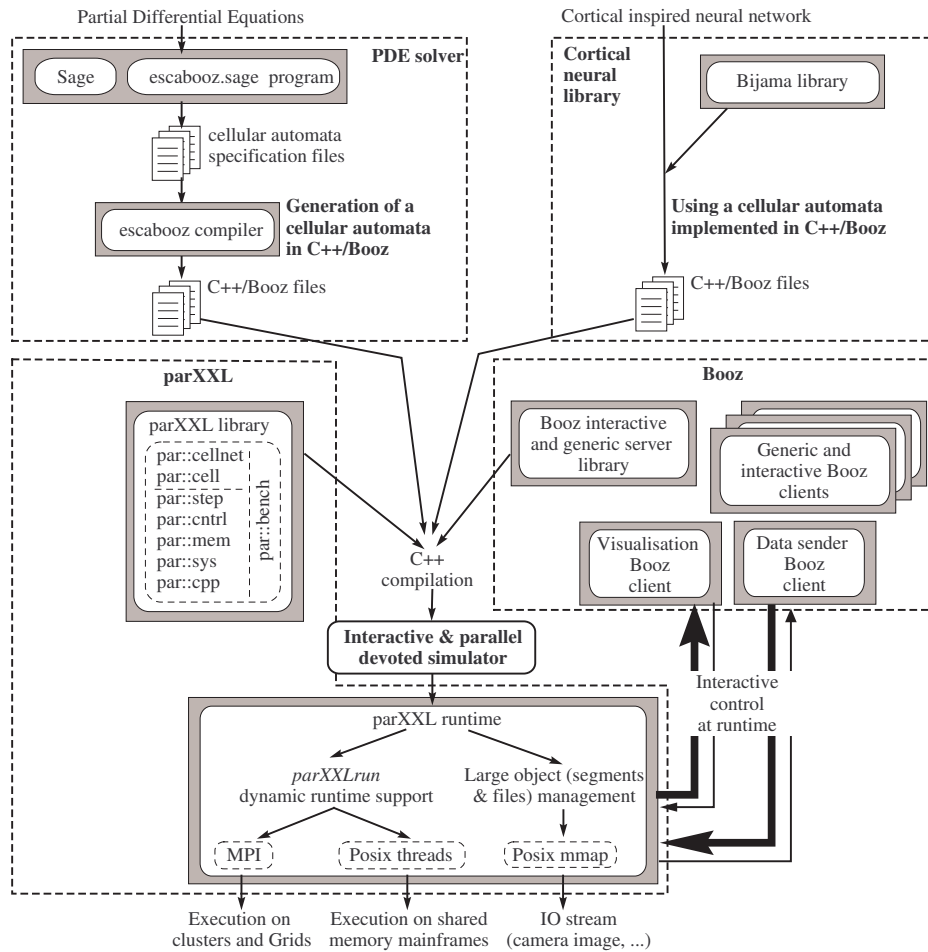 Partial Differential Equations
Cortical inspired neural network
PDE solver
Sage
escabooz.sage program
cellular automata
specification files
escabooz compiler
Generation of a
cellular automata
in C++/Booz
C++/Booz files
Cortical
neural
library
Bijama library
Using a cellular automata
implemented in C++/Booz
C++/Booz files
parXXL
parXXL library
par::cellnet
par::cell
par::step
par::cntrl
par::mem
par::sys
par::cpp
par::bench
Booz
Booz interactive
and generic server
library
Generic and
interactive Booz
clients
Visualisation
Booz
client
Data sender
Booz
client
C++
compilation
Interactive & parallel
devoted simulator
Interactive
control
at runtime
parXXL runtime
parXXLrun
dynamic runtime support
Large object (segments
& files) management
MPI
Posix threads
Posix mmap
Execution on
clusters and Grids
Execution on shared
memory mainframes
IO stream
(camera image, ...)